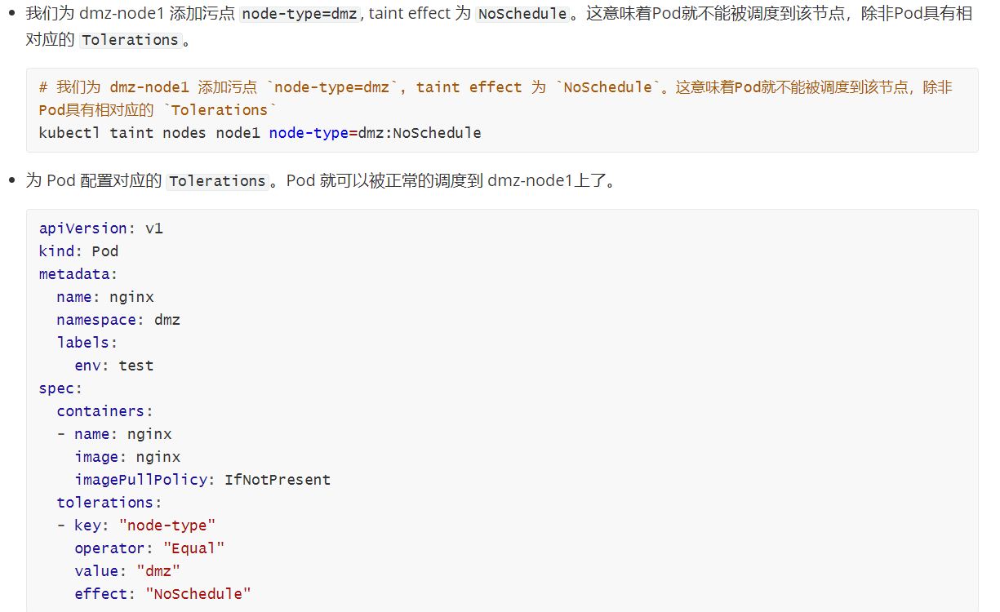 • 我们为 dmz-node1 添加污点 node-type=dmz, taint effect 为 NoSchedule。这意味着Pod就不能被调度到该节点，除非Pod具有相
对应的 Tolerations。
# 我们为 dmz-node1 添加污点 `node-type=dmz`, taint effect 为 `NoSchedule`。这意味着Pod就不能被调度到该节点，除非
Pod具有相对应的 `Tolerations`
kubectl taint nodes node1 node-type=dmz:NoSchedule
• 为 Pod 配置对应的 Tolerations。Pod 就可以被正常的调度到 dmz-node1上了。
apiVersion: v1
kind: Pod
metadata:
  name: nginx
  namespace: dmz
  labels:
    env: test
spec:
  containers:
  - name: nginx
    image: nginx
    imagePullPolicy: IfNotPresent
  tolerations:
  - key: "node-type"
    operator: "Equal"
    value: "dmz"
    effect: "NoSchedule"